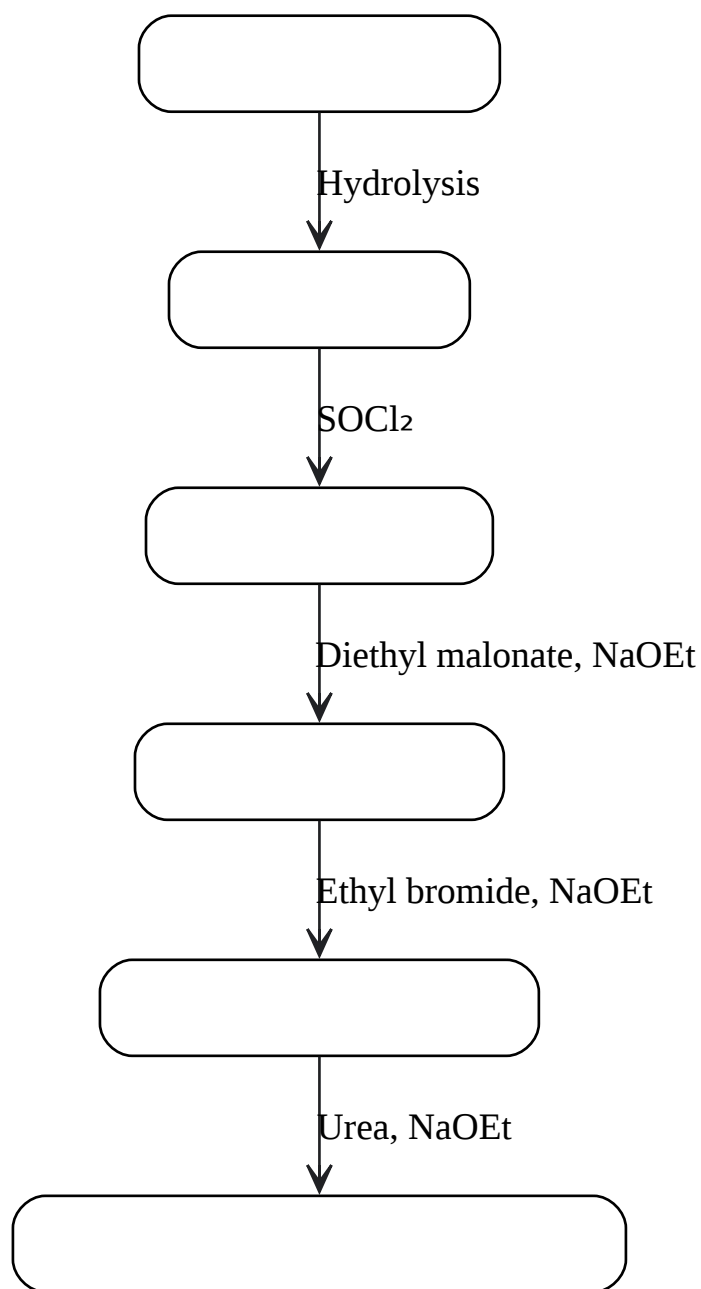 Hydrolysis
SOCl₂
Diethyl malonate, NaOEt
Ethyl bromide, NaOEt
Urea, NaOEt